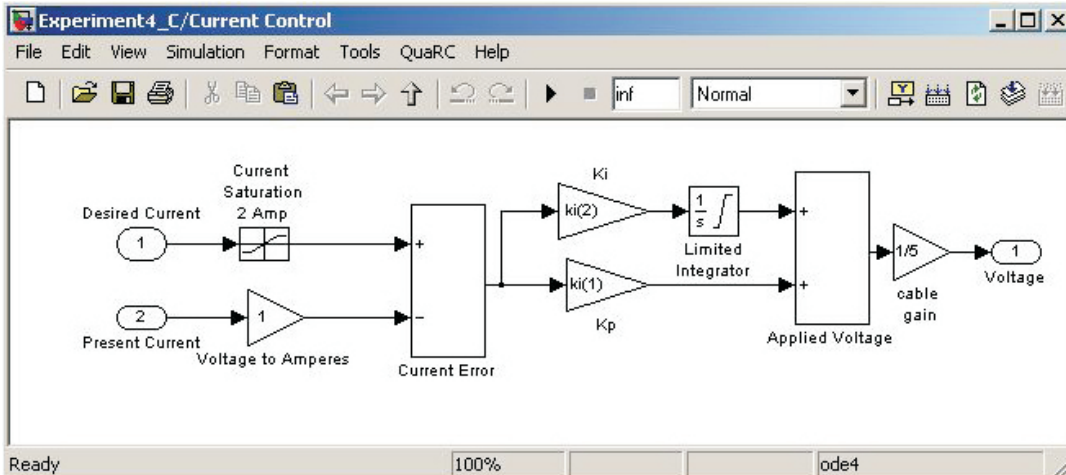 Experiment4_C/Current Control
File Edit View Simulation Format Tools QuaRC Help
inf Normal
Current
Saturation
2 Amp
Desired Current
1
2
Present Current
1
Voltage to Amperes
+
−
Current Error
Ki
ki(2)
1
s
Limited
Integrator
ki(1)
Kp
+
+
Applied Voltage
1/5
cable
gain
1
Voltage
Ready 100% ode4